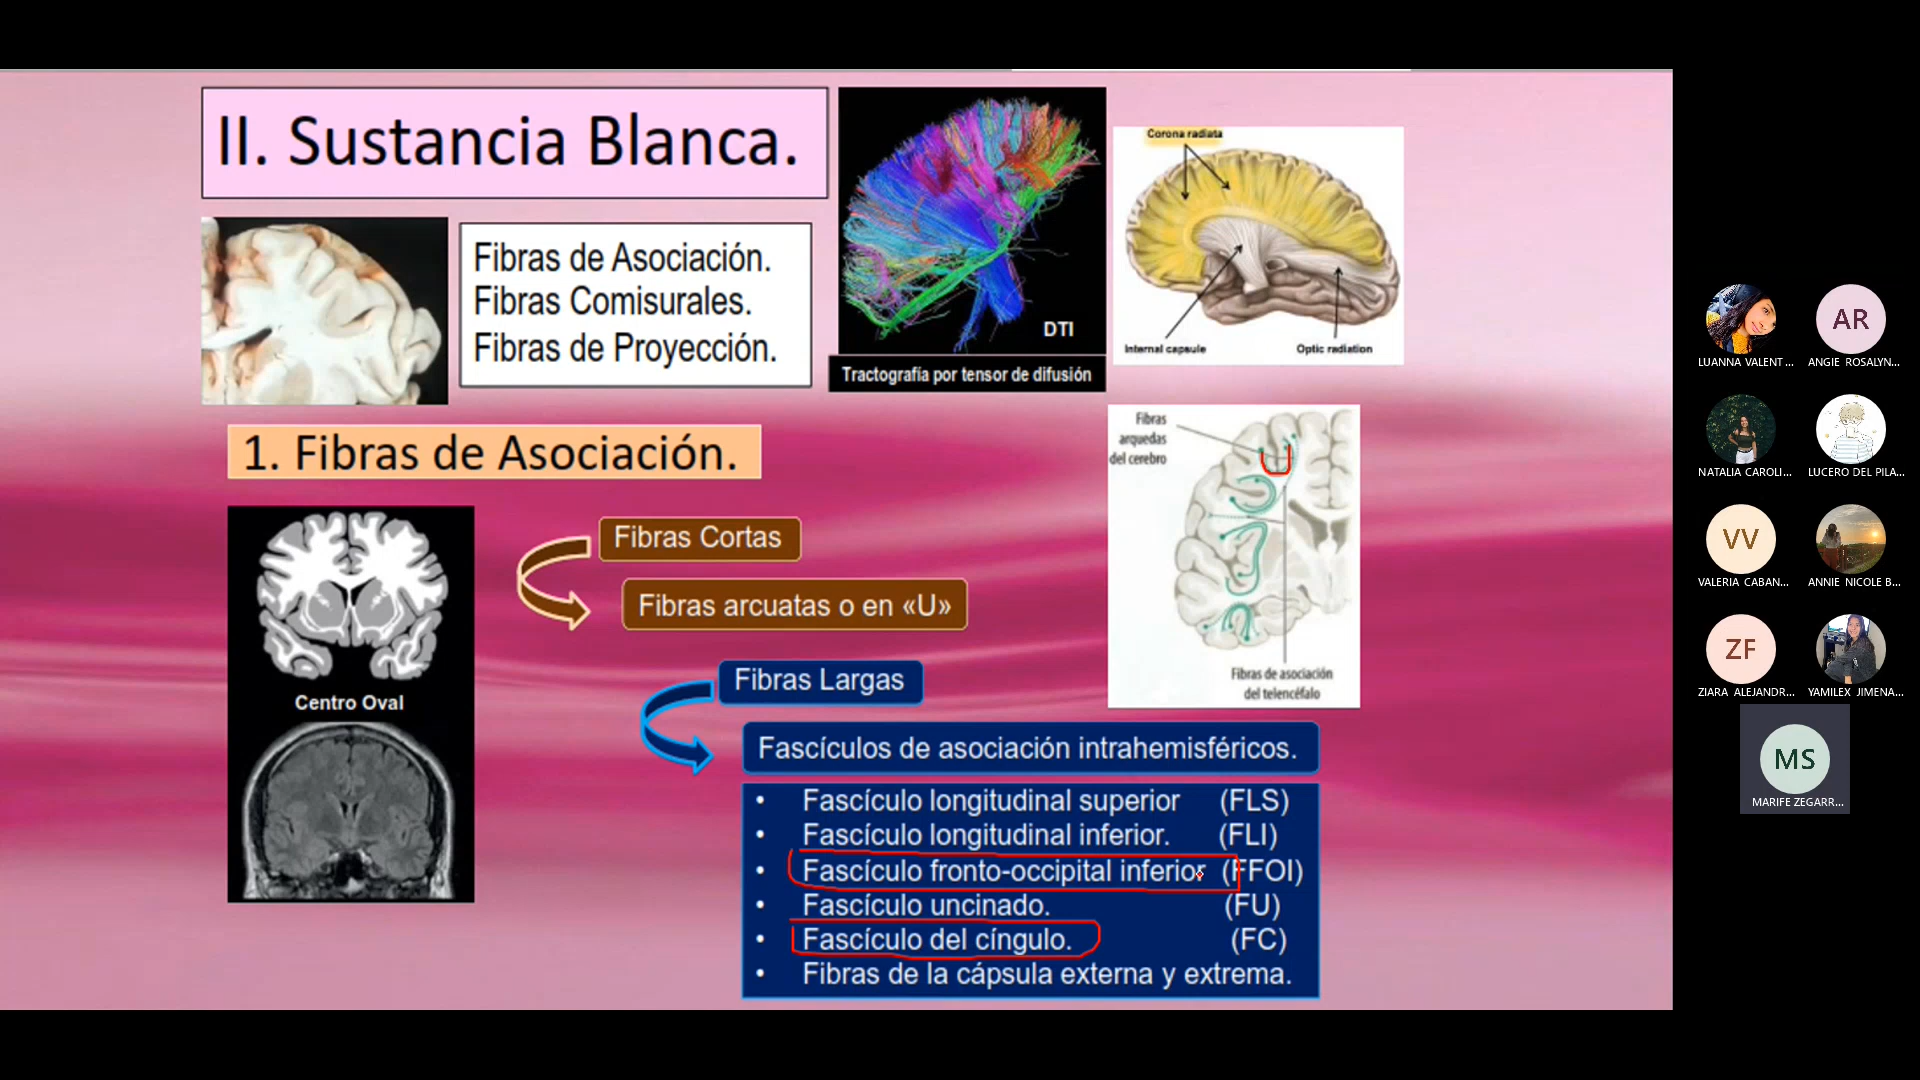 II. Sustancia Blanca.
Fibras de Asociación.
Fibras Comisurales.
Fibras de Proyección.
DTI
Tractografía por tensor de difusión
Corona radiata
Internal capsule
Optic radiation
1. Fibras de Asociación.
Centro Oval
Fibras Cortas
Fibras arcuatas o en «U»
Fibras
arquedas
del cerebro
Fibras de asociación
del telencéfalo
Fibras Largas
Fascículos de asociación intrahemisféricos.
• Fascículo longitudinal superior (FLS)
• Fascículo longitudinal inferior. (FLI)
• Fascículo fronto-occipital inferior (FFOI)
• Fascículo uncinado. (FU)
• Fascículo del cíngulo. (FC)
• Fibras de la cápsula externa y extrema.
LUANNA VALENT...
AR
ANGIE ROSALYN...
NATALIA CAROLI...
LUCERO DEL PILA...
VV
VALERIA CABAN...
ANNIE NICOLE B...
ZF
ZIARA ALEJANDR...
YAMILEX JIMENA...
MS
MARIFE ZEGARR...